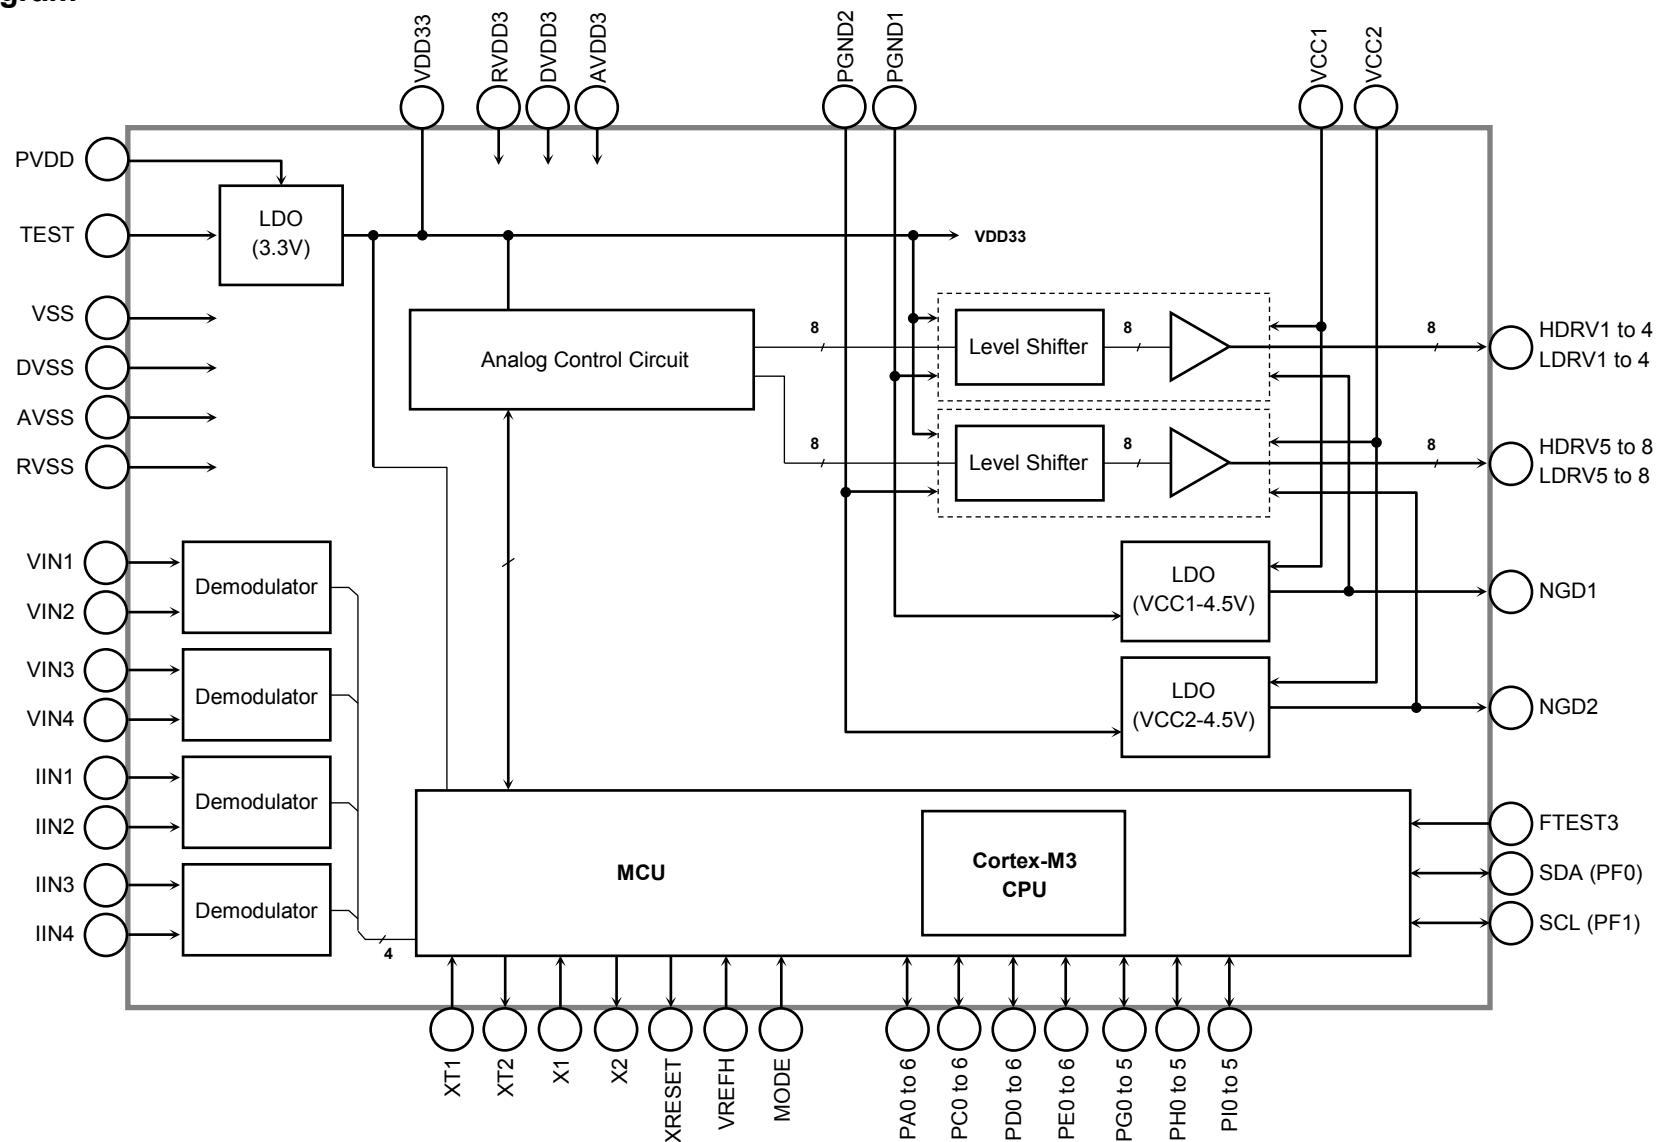 VDD33
RVDD3
DVDD3
AVDD3
PGND2
PGND1
VCC1
VCC2
PVDD
TEST
VSS
DVSS
AVSS
RVSS
LDO
(3.3V)
VDD33
Analog Control Circuit
8
Level Shifter
8
8
HDRV1 to 4
LDRV1 to 4
8
Level Shifter
8
8
HDRV5 to 8
LDRV5 to 8
VIN1
VIN2
Demodulator
VIN3
VIN4
Demodulator
IIN1
IIN2
Demodulator
IIN3
IIN4
Demodulator
4
LDO
(VCC1-4.5V)
NGD1
LDO
(VCC2-4.5V)
NGD2
MCU
Cortex-M3
CPU
FTEST3
SDA (PF0)
SCL (PF1)
XT1
XT2
X1
X2
XRESET
VREFH
MODE
PA0 to 6
PC0 to 6
PD0 to 6
PE0 to 6
PG0 to 5
PH0 to 5
PI0 to 5